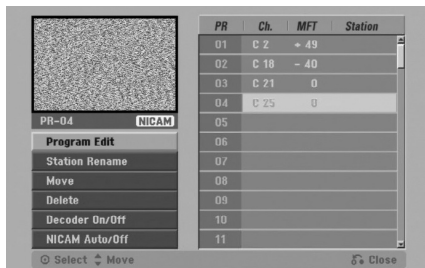 PR-04 NICAM
Program Edit
Station Rename
Move
Delete
Decoder On/Off
NICAM Auto/Off
PR Ch. MFT Station
01 C 2 + 49
02 C 18 - 40
03 C 21 0
04 C 25 0
05
06
07
08
09
10
11
Select Move
Close